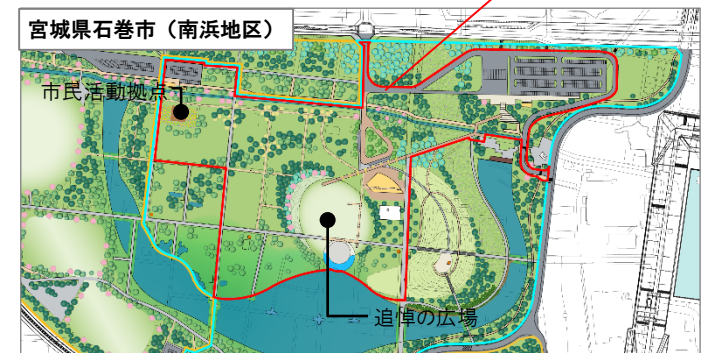 宮城県石巻市（南浜地区）
市民活動拠点
追悼の広場